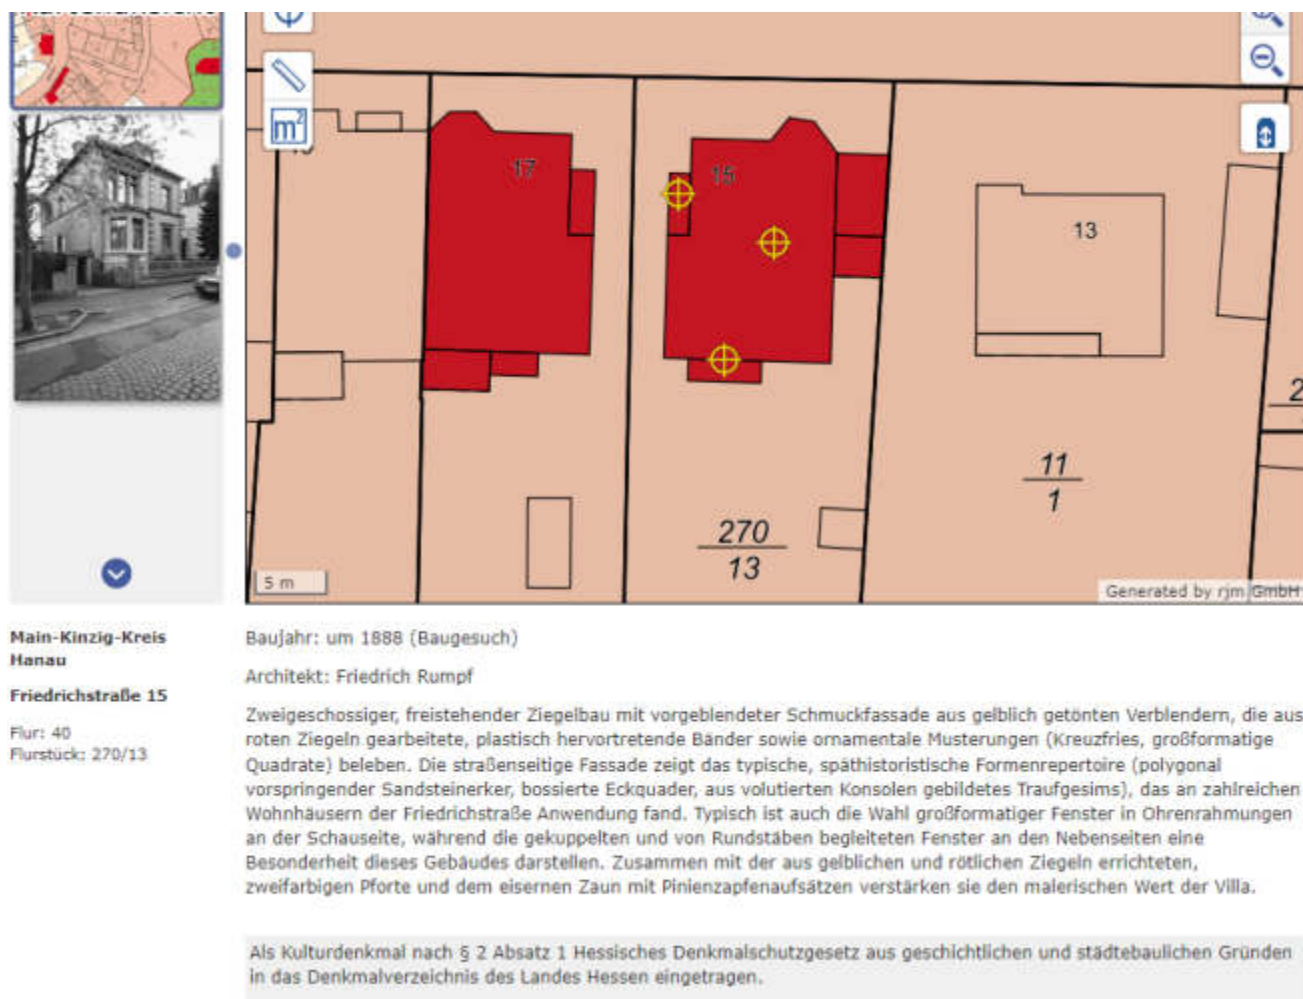 17
15
13
270
13
11
1
5 m
Generated by rjm GmbH
m²
Main-Kinzig-Kreis
Hanau
Friedrichstraße 15
Flur: 40
Flurstück: 270/13
Baujahr: um 1888 (Baugesuch)
Architekt: Friedrich Rumpf
Zweigeschossiger, freistehender Ziegelbau mit vorgeblendeter Schmuckfassade aus gelblich getönten Verblendern, die aus
roten Ziegeln gearbeitete, plastisch hervortretende Bänder sowie ornamentale Musterungen (Kreuzfries, großformatige
Quadrate) beleben. Die straßenseitige Fassade zeigt das typische, späthistoristische Formenrepertoire (polygonal
vorspringender Sandsteinerker, bossierte Eckquader, aus volutierten Konsolen gebildetes Traufgesims), das an zahlreichen
Wohnhäusern der Friedrichstraße Anwendung fand. Typisch ist auch die Wahl großformatiger Fenster in Ohrenrahmungen
an der Schauseite, während die gekuppelten und von Rundstäben begleiteten Fenster an den Nebenseiten eine
Besonderheit dieses Gebäudes darstellen. Zusammen mit der aus gelblichen und rötlichen Ziegeln errichteten,
zweifarbigen Pforte und dem eisernen Zaun mit Pinienzapfenaufsätzen verstärken sie den malerischen Wert der Villa.
Als Kulturdenkmal nach § 2 Absatz 1 Hessisches Denkmalschutzgesetz aus geschichtlichen und städtebaulichen Gründen
in das Denkmalverzeichnis des Landes Hessen eingetragen.